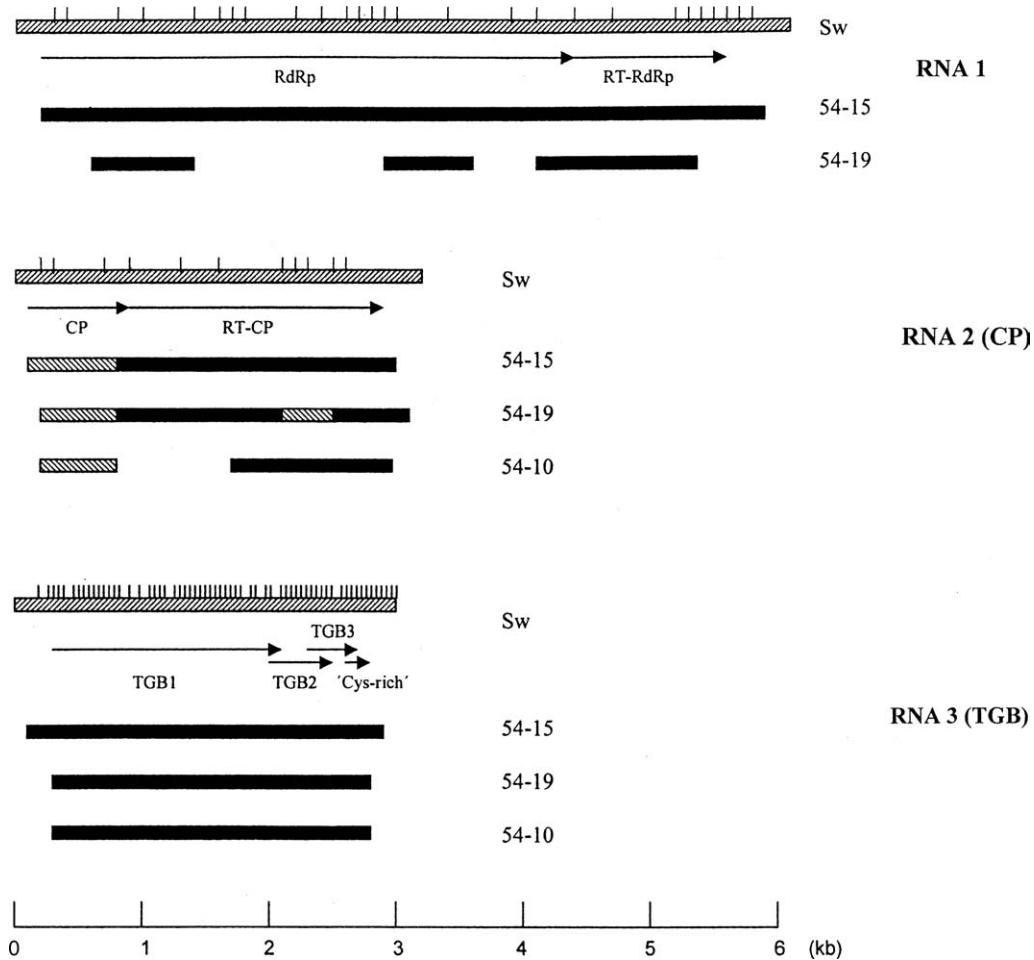 Sw
RNA 1
RdRp
RT-RdRp
54-15
54-19
Sw
CP
RT-CP
RNA 2 (CP)
54-15
54-19
54-10
Sw
TGB3
TGB1
TGB2
´Cys-rich´
RNA 3 (TGB)
54-15
54-19
54-10
0 1 2 3 4 5 6 (kb)